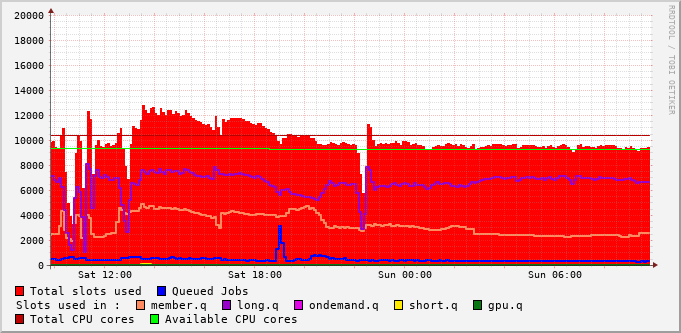 20000
18000
16000
14000
12000
10000
8000
6000
4000
2000
0
Sat 12:00 Sat 18:00 Sun 00:00 Sun 06:00
RRDTOOL / TOBI OETIKER
Total slots used Queued Jobs
Slots used in : member.q long.q ondemand.q short.q gpu.q
Total CPU cores Available CPU cores